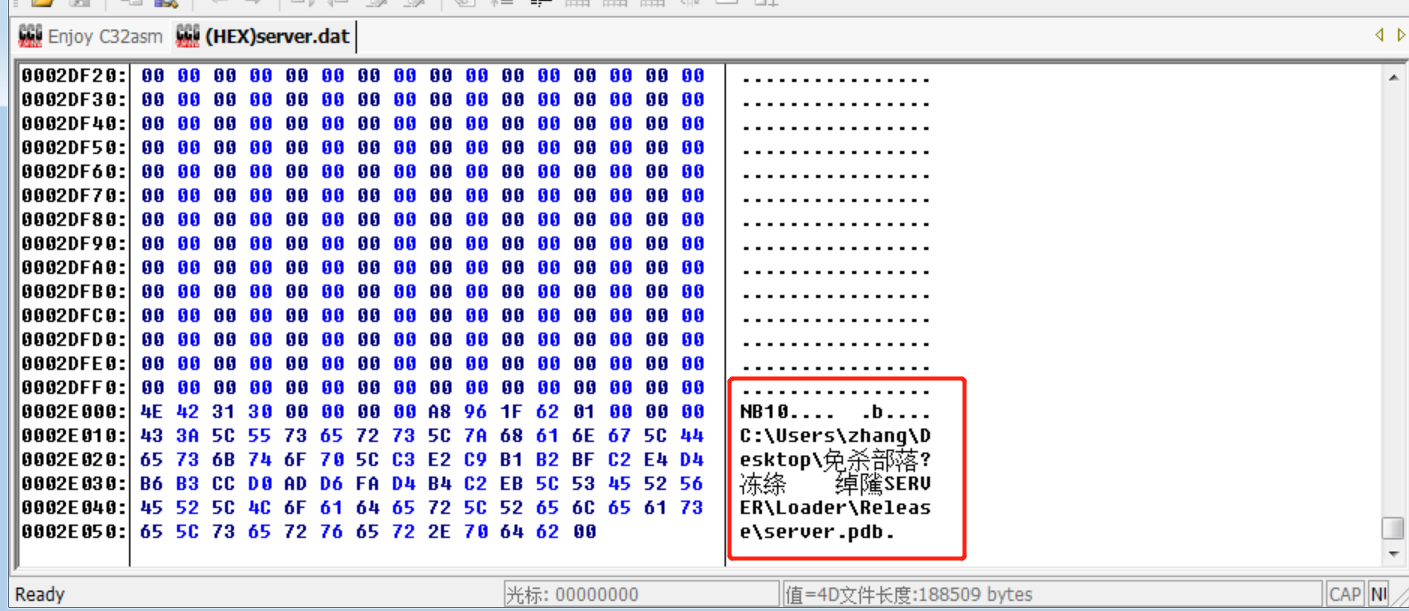 Enjoy C32asm (HEX)server.dat
0002DF20: 00 00 00 00 00 00 00 00 00 00 00 00 00 00 00 00 ................
0002DF30: 00 00 00 00 00 00 00 00 00 00 00 00 00 00 00 00 ................
0002DF40: 00 00 00 00 00 00 00 00 00 00 00 00 00 00 00 00 ................
0002DF50: 00 00 00 00 00 00 00 00 00 00 00 00 00 00 00 00 ................
0002DF60: 00 00 00 00 00 00 00 00 00 00 00 00 00 00 00 00 ................
0002DF70: 00 00 00 00 00 00 00 00 00 00 00 00 00 00 00 00 ................
0002DF80: 00 00 00 00 00 00 00 00 00 00 00 00 00 00 00 00 ................
0002DF90: 00 00 00 00 00 00 00 00 00 00 00 00 00 00 00 00 ................
0002DFA0: 00 00 00 00 00 00 00 00 00 00 00 00 00 00 00 00 ................
0002DFB0: 00 00 00 00 00 00 00 00 00 00 00 00 00 00 00 00 ................
0002DFC0: 00 00 00 00 00 00 00 00 00 00 00 00 00 00 00 00 ................
0002DFD0: 00 00 00 00 00 00 00 00 00 00 00 00 00 00 00 00 ................
0002DFE0: 00 00 00 00 00 00 00 00 00 00 00 00 00 00 00 00 ................
0002DFF0: 00 00 00 00 00 00 00 00 00 00 00 00 00 00 00 00 ................
0002E000: 4E 42 31 30 00 00 00 00 A8 96 1F 62 01 00 00 00 NB10.... .b....
0002E010: 43 3A 5C 55 73 65 72 73 5C 7A 68 61 6E 67 5C 44 C:\Users\zhang\D
0002E020: 65 73 6B 74 6F 70 5C C3 E2 C9 B1 B2 BF C2 E4 D4 esktop\免杀部落?
0002E030: B6 B3 CC D0 AD D6 FA D4 B4 C2 EB 5C 53 45 52 56 冻绦 绰隲SERV
0002E040: 45 52 5C 4C 6F 61 64 65 72 5C 52 65 6C 65 61 73 ER\Loader\Releas
0002E050: 65 5C 73 65 72 76 65 72 2E 70 64 62 00 e\server.pdb.
Ready 光标: 00000000 值=4D文件长度:188509 bytes CAP